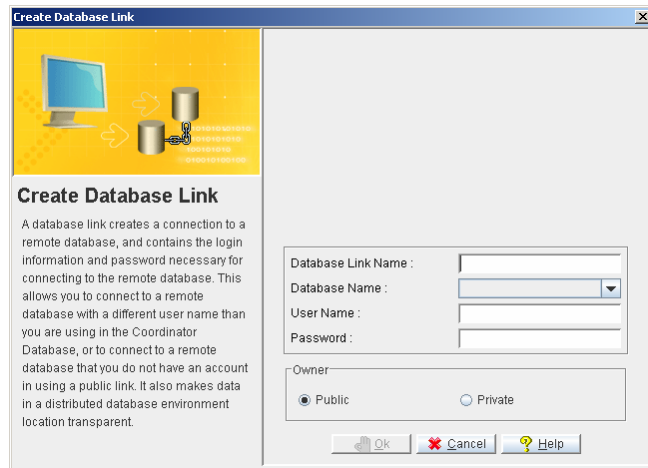 Create Database Link
01010101010
010101001010
10010101010
010010100100
Create Database Link
A database link creates a connection to a
remote database, and contains the login
information and password necessary for
connecting to the remote database. This
allows you to connect to a remote
database with a different user name than
you are using in the Coordinator
Database, or to connect to a remote
database that you do not have an account
in using a public link. It also makes data
in a distributed database environment
location transparent.
Database Link Name :
Database Name :
User Name :
Password :
Owner
Public
Private
Ok
Cancel
Help